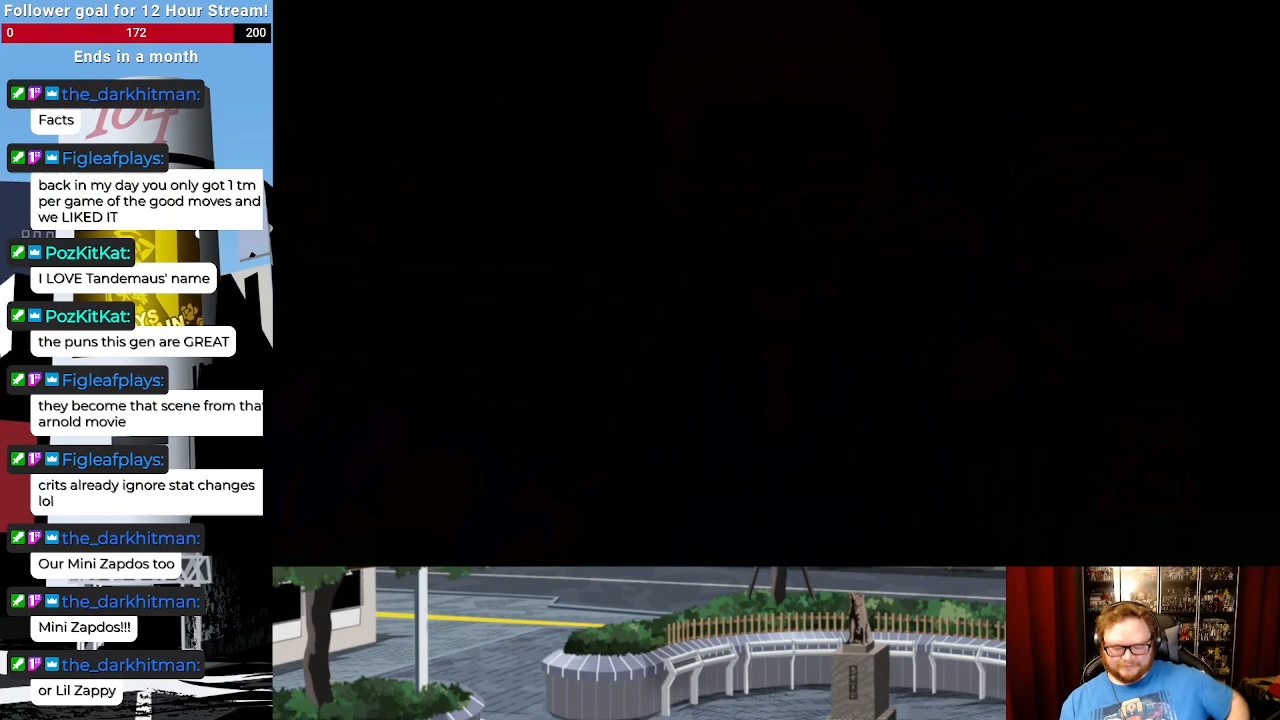 Follower goal for 12 Hour Stream!
0 172 200
Ends in a month
the_darkhitman:
Facts
104
Figleafplays:
back in my day you only got 1 tm
per game of the good moves and
we LIKED IT
PozKitKat:
I LOVE Tandemaus' name
PozKitKat:
the puns this gen are GREAT
Figleafplays:
they become that scene from tha
arnold movie
Figleafplays:
crits already ignore stat changes
lol
the_darkhitman:
Our Mini Zapdos too
the_darkhitman:
Mini Zapdos!!!
the_darkhitman:
or Lil Zappy